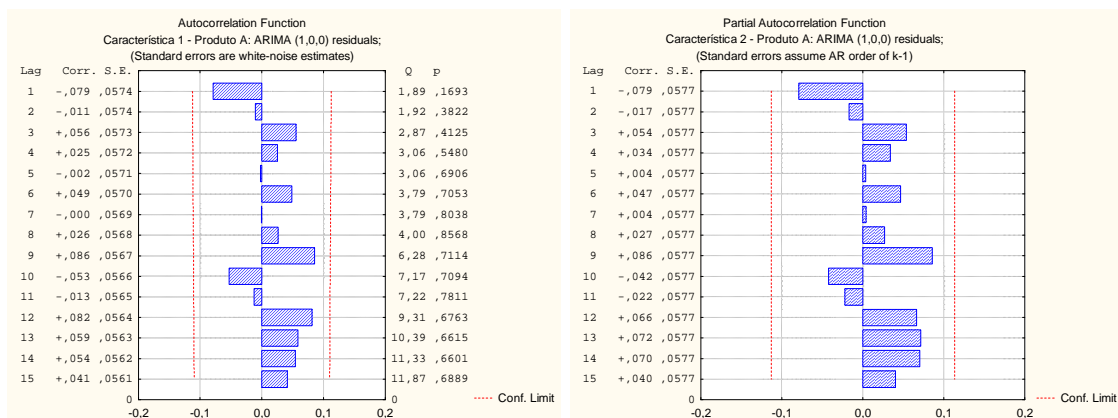 Autocorrelation Function
Característica 1 - Produto A: ARIMA (1,0,0) residuals;
(Standard errors are white-noise estimates)
Lag Corr. S.E. Q p
1 -,079 ,0574 1,89 ,1693
2 -,011 ,0574 1,92 ,3822
3 +,056 ,0573 2,87 ,4125
4 +,025 ,0572 3,06 ,5480
5 -,002 ,0571 3,06 ,6906
6 +,049 ,0570 3,79 ,7053
7 -,000 ,0569 3,79 ,8038
8 +,026 ,0568 4,00 ,8568
9 +,086 ,0567 6,28 ,7114
10 -,053 ,0566 7,17 ,7094
11 -,013 ,0565 7,22 ,7811
12 +,082 ,0564 9,31 ,6763
13 +,059 ,0563 10,39 ,6615
14 +,054 ,0562 11,33 ,6601
15 +,041 ,0561 11,87 ,6889
0 0
-0,2 -0,1 0,0 0,1 0,2
Conf. Limit
Partial Autocorrelation Function
Característica 2 - Produto A: ARIMA (1,0,0) residuals;
(Standard errors assume AR order of k-1)
Lag Corr. S.E.
1 -,079 ,0577
2 -,017 ,0577
3 +,054 ,0577
4 +,034 ,0577
5 +,004 ,0577
6 +,047 ,0577
7 +,004 ,0577
8 +,027 ,0577
9 +,086 ,0577
10 -,042 ,0577
11 -,022 ,0577
12 +,066 ,0577
13 +,072 ,0577
14 +,070 ,0577
15 +,040 ,0577
0
-0,2 -0,1 0,0 0,1 0,2
Conf. Limit